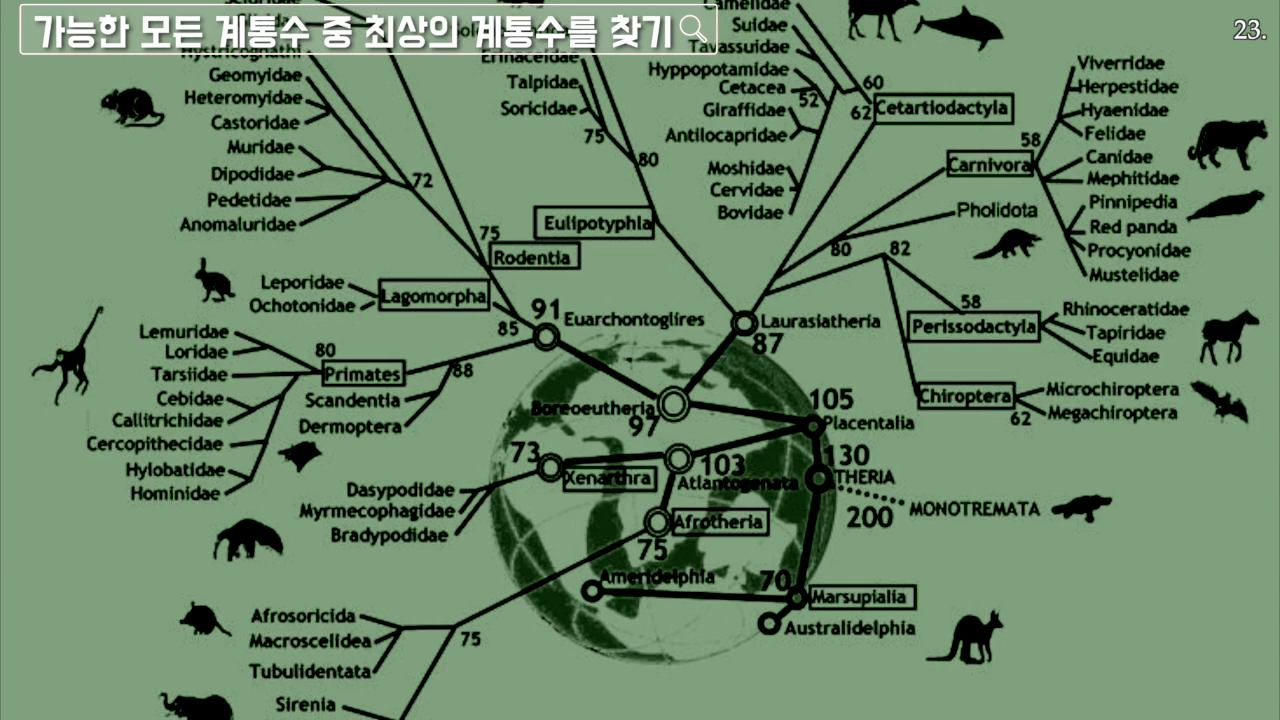 가능한 모든 계통수 중 최상의 계통수를 찾기
23.
Hystricognathi
Geomyidae
Heteromyidae
Castoridae
Muridae
Dipodidae
Pedetidae
Anomaluridae
72
75
Rodentia
Leporidae
Ochotonidae
Lagomorpha
85
91
Euarchontoglires
Lemuridae
Loridae
Tarsiidae
Cebidae
Callitrichidae
Cercopithecidae
Hylobatidae
Hominidae
80
Primates
88
Scandentia
Dermoptera
Erinaceidae
Talpidae
Soricidae
75
80
Eulipotyphla
Camelidae
Suidae
Tavassuidae
Hyppopotamidae
Cetacea
Giraffidae
Antilocapridae
Moshidae
Cervidae
Bovidae
52
60
62
Cetartiodactyla
58
Carnivora
Viverridae
Herpestidae
Hyaenidae
Felidae
Canidae
Mephitidae
Pinnipedia
Red panda
Procyonidae
Mustelidae
Pholidota
80
82
58
Perissodactyla
Rhinoceratidae
Tapiridae
Equidae
Chiroptera
62
Microchiroptera
Megachiroptera
Laurasiatheria
87
Boreoeutheria
97
105
Placentalia
130
THERIA
200
MONOTREMATA
103
Atlantogenata
73
Xenarthra
Dasypodidae
Myrmecophagidae
Bradypodidae
Afrotheria
75
Ameridelphia
70
Marsupialia
Australidelphia
Afrosoricida
Macroscelidea
Tubulidentata
75
Sirenia